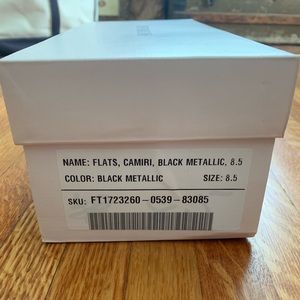 NAME: FLATS, CAMIRI, BLACK METALLIC, 8.5
COLOR: BLACK METALLIC SIZE: 8.5
SKU: FT1723260-0539-83085